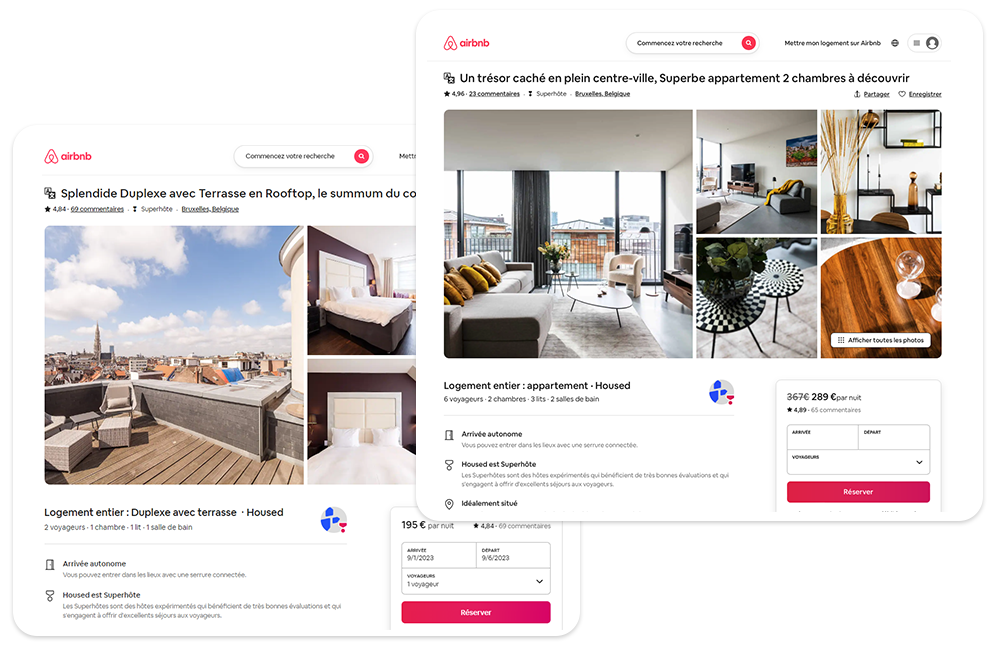 airbnb
Commencez votre recherche
Mettre mon logement sur Airbnb
Un trésor caché en plein centre-ville, Superbe appartement 2 chambres à découvrir
4,96 · 23 commentaires · Superhôte · Bruxelles, Belgique
Partager
Enregistrer
Afficher toutes les photos
Logement entier : appartement · Housed
6 voyageurs · 2 chambres · 3 lits · 2 salles de bain
Arrivée autonome
Vous pouvez entrer dans les lieux avec une serrure connectée.
Housed est Superhôte
Les Superhôtes sont des hôtes expérimentés qui bénéficient de très bonnes évaluations et qui
s'engagent à offrir d'excellents séjours aux voyageurs.
Idéalement situé
367€ 289 € par nuit
4,89 · 65 commentaires
ARRIVÉE
DÉPART
VOYAGEURS
Réserver
airbnb
Commencez votre recherche
Mettr
Splendide Duplexe avec Terrasse en Rooftop, le summum du co
4,84 · 69 commentaires · Superhôte · Bruxelles, Belgique
Logement entier : Duplexe avec terrasse · Housed
2 voyageurs · 1 chambre · 1 lit · 1 salle de bain
Arrivée autonome
Vous pouvez entrer dans les lieux avec une serrure connectée.
Housed est Superhôte
Les Superhôtes sont des hôtes expérimentés qui bénéficient de très bonnes évaluations et qui
s'engagent à offrir d'excellents séjours aux voyageurs.
195 € par nuit
4,84 · 69 commentaires
ARRIVÉE
9/1/2023
DÉPART
9/6/2023
VOYAGEURS
1 voyageur
Réserver